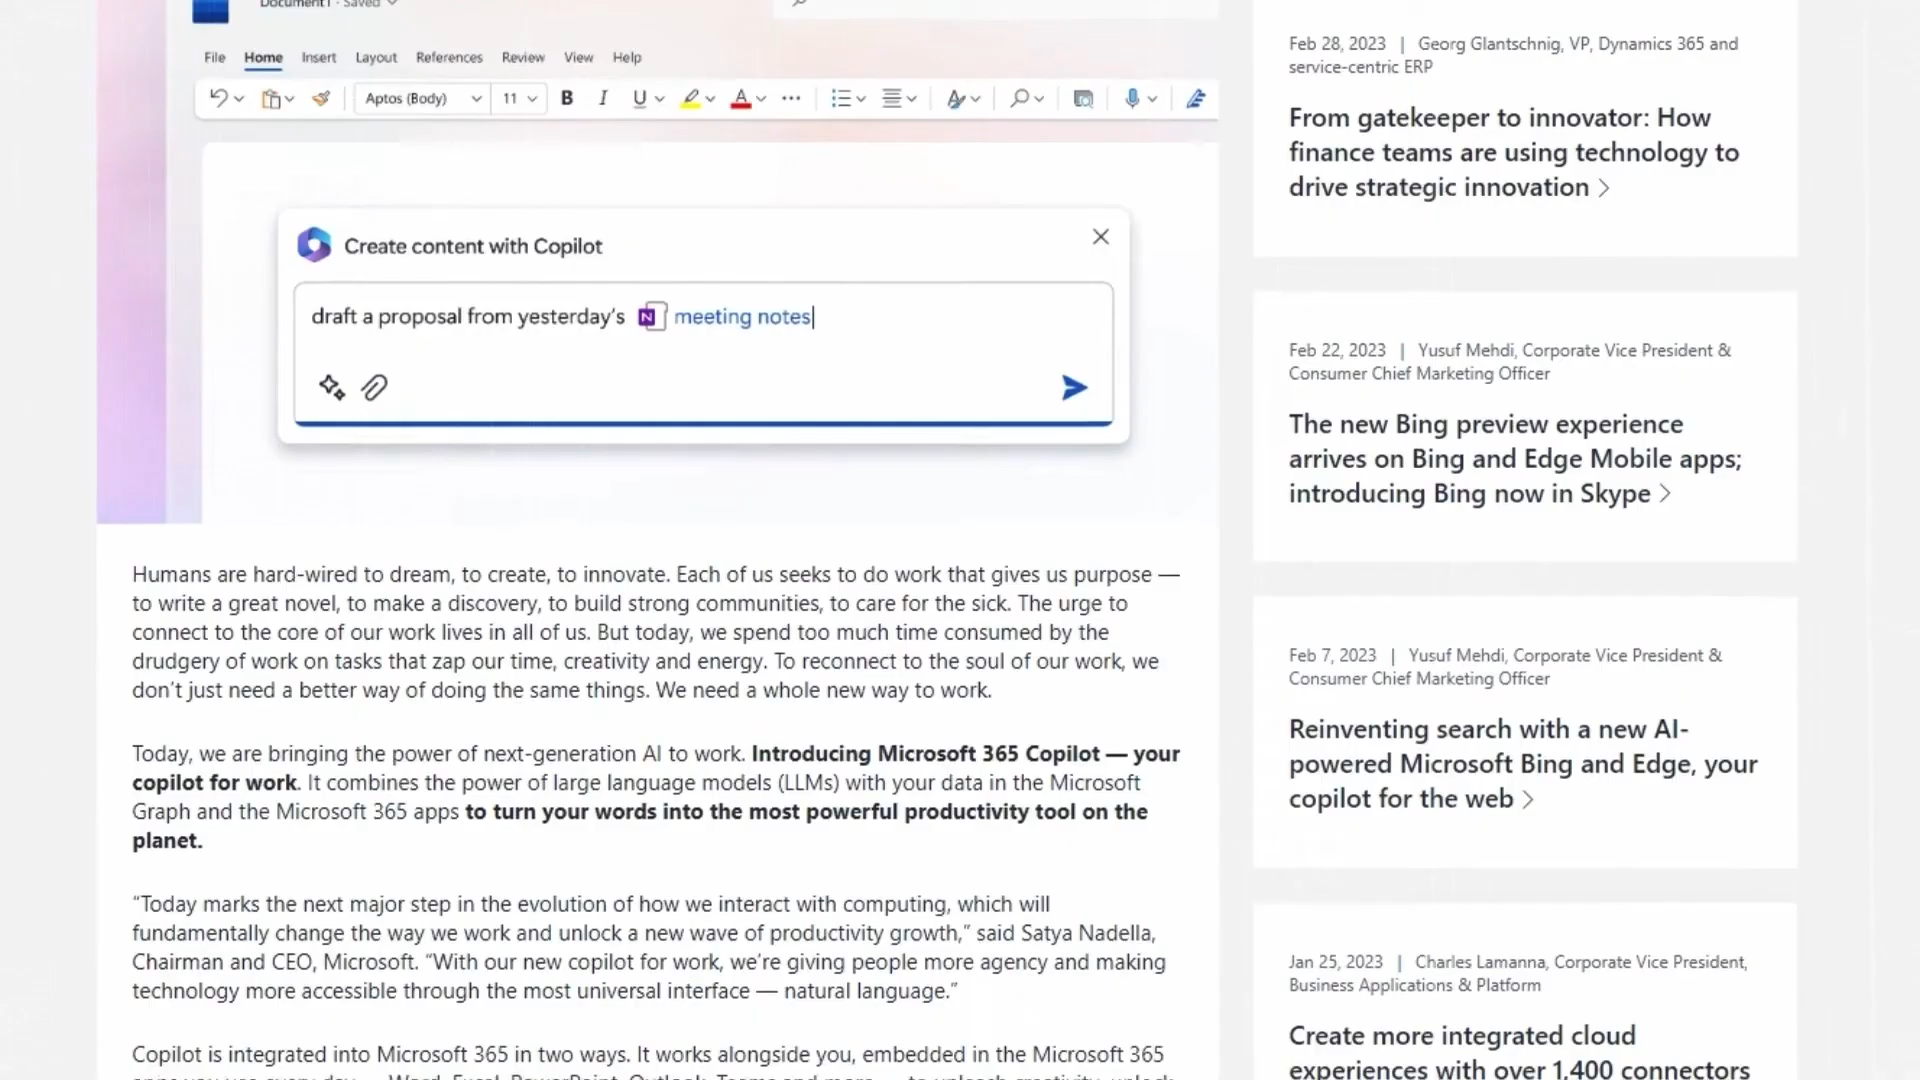 Document1 · Saved
File Home Insert Layout References Review View Help
Aptos (Body) 11 B I U A
Create content with Copilot
draft a proposal from yesterday's N meeting notes
Humans are hard-wired to dream, to create, to innovate. Each of us seeks to do work that gives us purpose —
to write a great novel, to make a discovery, to build strong communities, to care for the sick. The urge to
connect to the core of our work lives in all of us. But today, we spend too much time consumed by the
drudgery of work on tasks that zap our time, creativity and energy. To reconnect to the soul of our work, we
don’t just need a better way of doing the same things. We need a whole new way to work.
Today, we are bringing the power of next-generation AI to work. Introducing Microsoft 365 Copilot — your
copilot for work. It combines the power of large language models (LLMs) with your data in the Microsoft
Graph and the Microsoft 365 apps to turn your words into the most powerful productivity tool on the
planet.
“Today marks the next major step in the evolution of how we interact with computing, which will
fundamentally change the way we work and unlock a new wave of productivity growth,” said Satya Nadella,
Chairman and CEO, Microsoft. “With our new copilot for work, we’re giving people more agency and making
technology more accessible through the most universal interface — natural language.”
Copilot is integrated into Microsoft 365 in two ways. It works alongside you, embedded in the Microsoft 365
apps you use every day — Word, Excel, PowerPoint, Outlook, Teams and more — to unleash creativity, unlock
Feb 28, 2023 | Georg Glantschnig, VP, Dynamics 365 and
service-centric ERP
From gatekeeper to innovator: How
finance teams are using technology to
drive strategic innovation
Feb 22, 2023 | Yusuf Mehdi, Corporate Vice President &
Consumer Chief Marketing Officer
The new Bing preview experience
arrives on Bing and Edge Mobile apps;
introducing Bing now in Skype
Feb 7, 2023 | Yusuf Mehdi, Corporate Vice President &
Consumer Chief Marketing Officer
Reinventing search with a new AI-
powered Microsoft Bing and Edge, your
copilot for the web
Jan 25, 2023 | Charles Lamanna, Corporate Vice President,
Business Applications & Platform
Create more integrated cloud
experiences with over 1,400 connectors